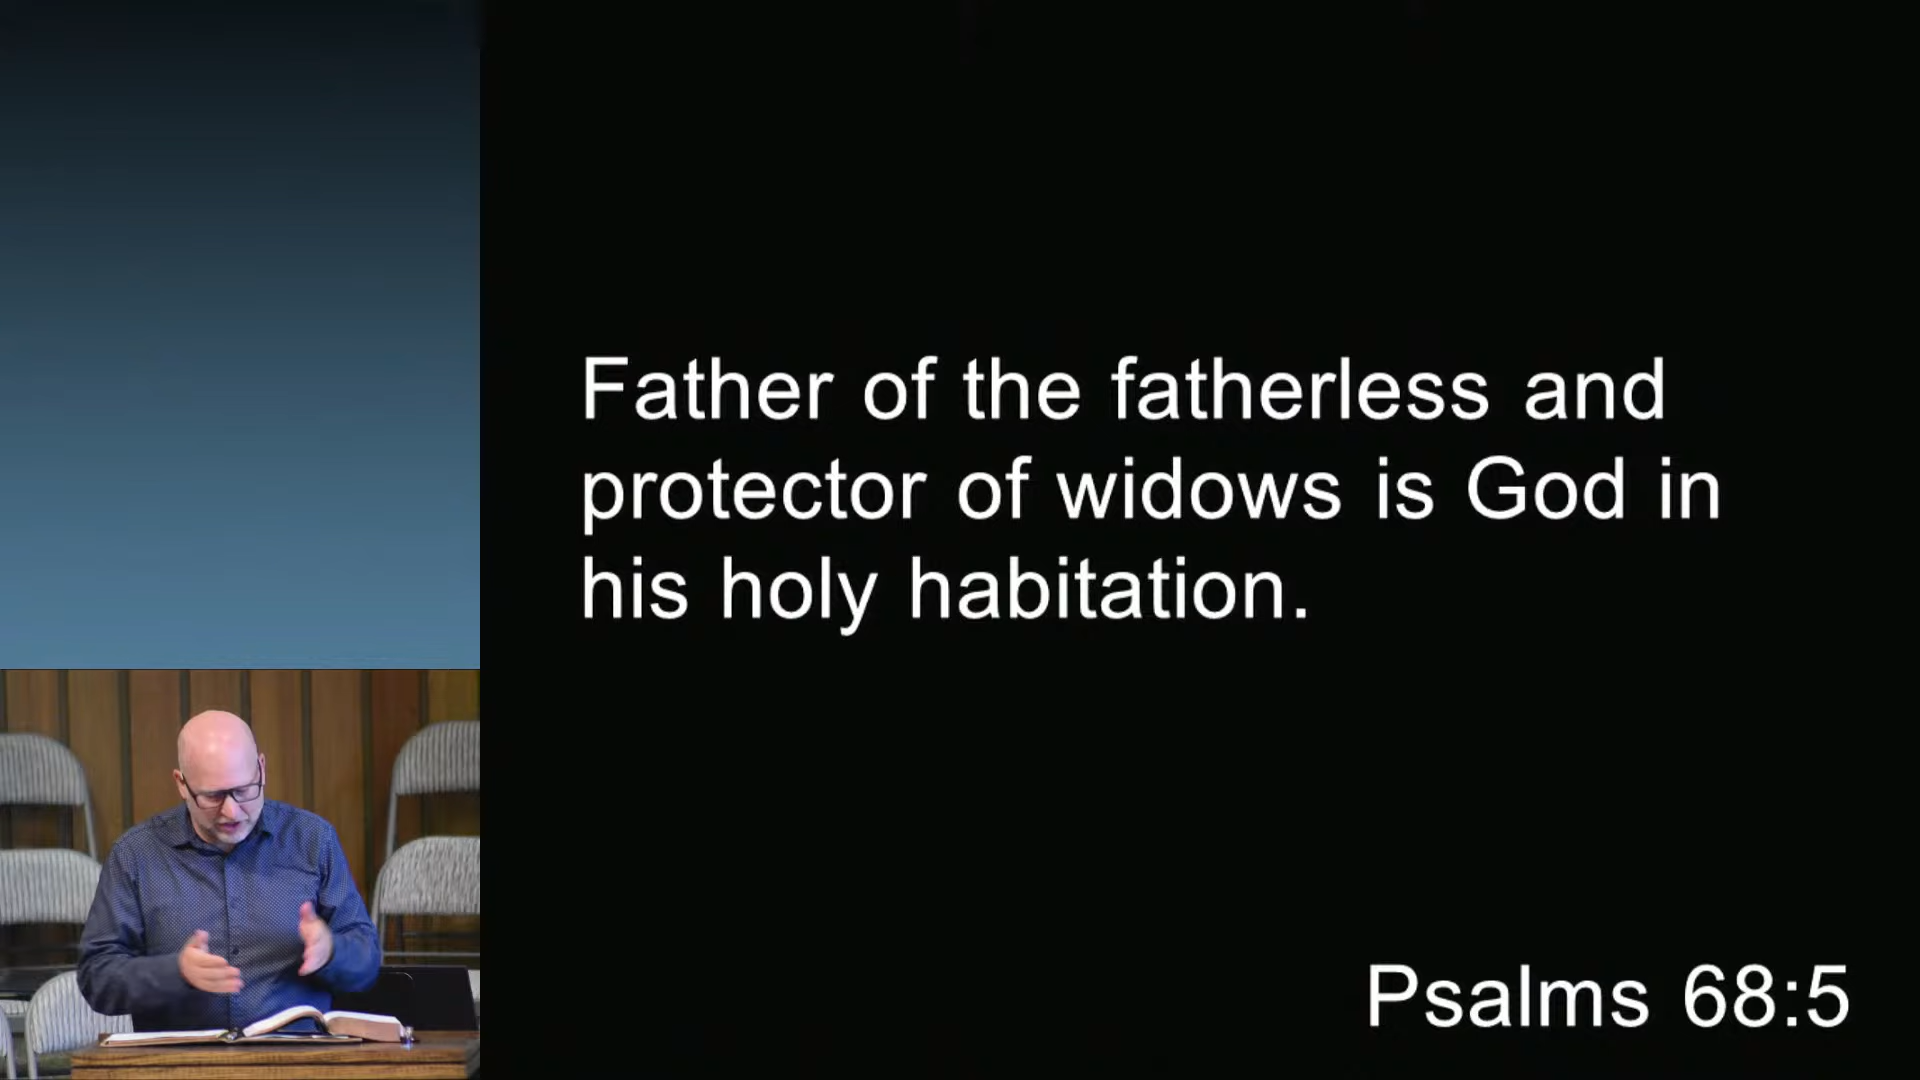 Father of the fatherless and
protector of widows is God in
his holy habitation.
Psalms 68:5